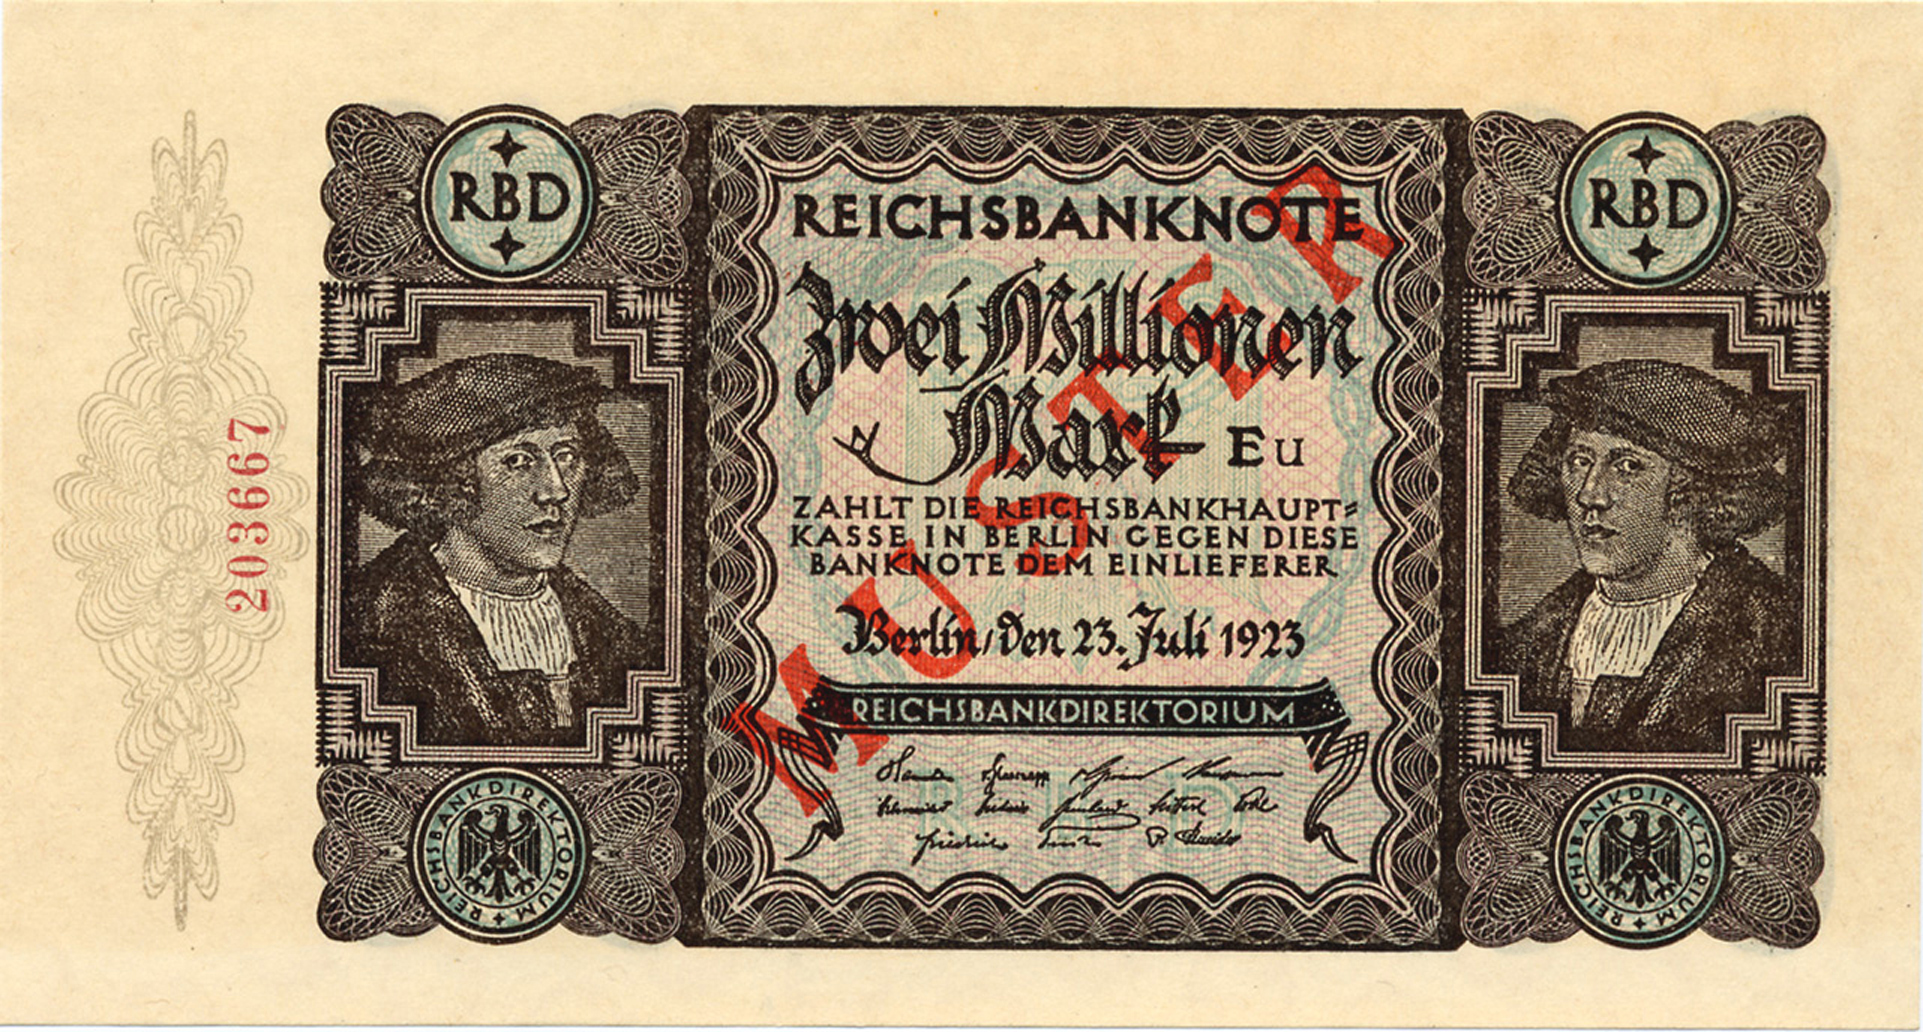 RBD
RBD
REICHSBANKNOTE
Zwei Millionen
Mark Eu
ZAHLT DIE REICHSBANKHAUPT=
KASSE IN BERLIN GEGEN DIESE
BANKNOTE DEM EINLIEFERER
Berlin, den 23. Juli 1923
REICHSBANKDIREKTORIUM
MUSTER
203667
REICHSBANKDIREKTORIUM
REICHSBANKDIREKTORIUM